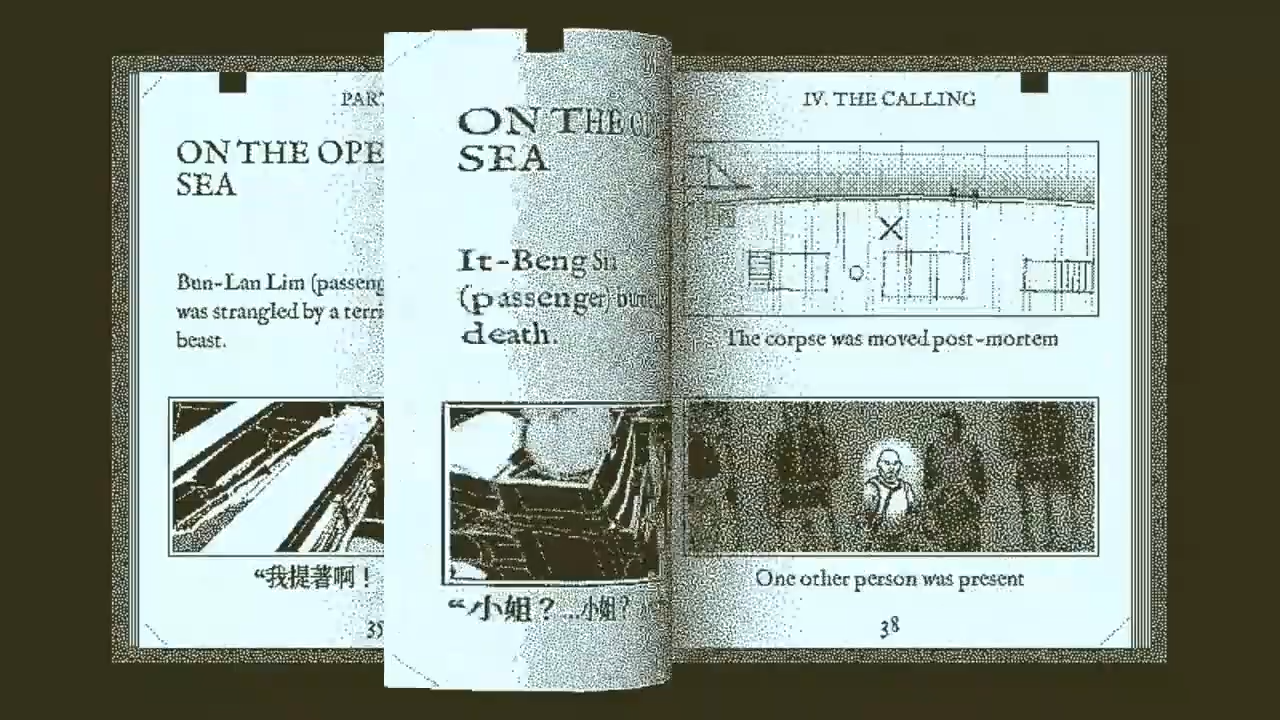 PAR
ON THE OPE
SEA
Bun-Lan Lim (passeng
was strangled by a terri
beast.
“我提著啊！
ON THE
SEA
It-Beng Sia
(passenger)
death.
“小姐？...小姐？
IV. THE CALLING
The corpse was moved post-mortem
One other person was present
38